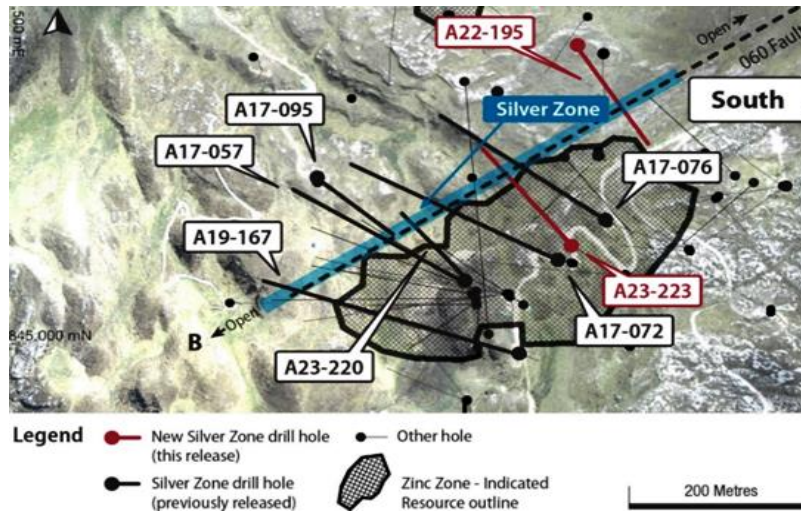 500 mE
A22-195
Open
060 Fault
South
A17-095
Silver Zone
A17-057
A17-076
A19-167
A23-223
Open
B
845,000 mN
A17-072
A23-220
Legend
New Silver Zone drill hole
(this release)
Other hole
Silver Zone drill hole
(previously released)
Zinc Zone - Indicated
Resource outline
200 Metres